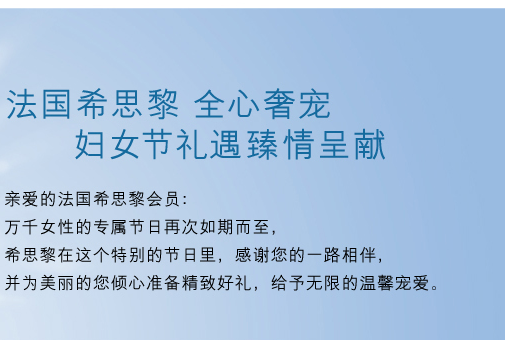 法国希思黎 全心奢宠
妇女节礼遇臻情呈献
亲爱的法国希思黎会员：
万千女性的专属节日再次如期而至，
希思黎在这个特别的节日里，感谢您的一路相伴，
并为美丽的您倾心准备精致好礼，给予无限的温馨宠爱。